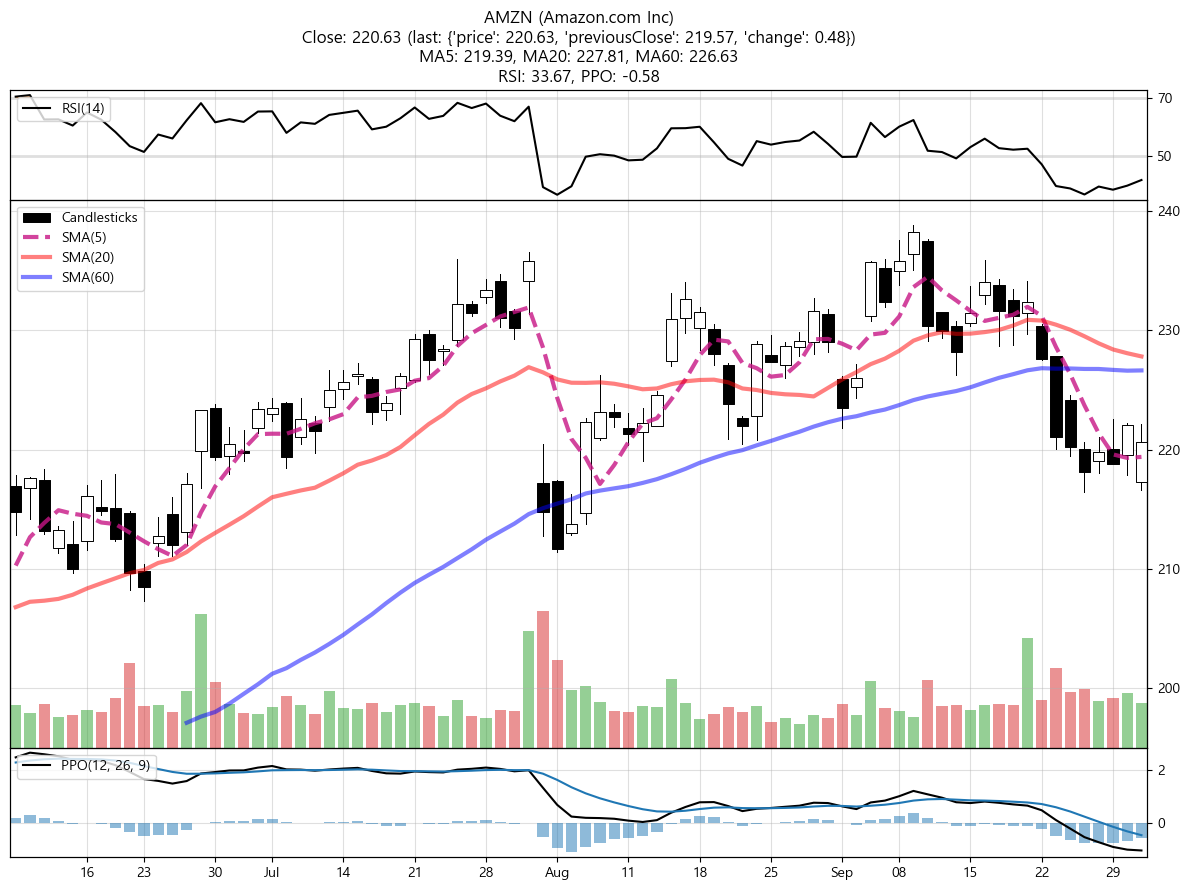 AMZN (Amazon.com Inc)
Close: 220.63 (last: {'price': 220.63, 'previousClose': 219.57, 'change': 0.48})
MA5: 219.39, MA20: 227.81, MA60: 226.63
RSI: 33.67, PPO: -0.58
RSI(14)
70
50
Candlesticks
SMA(5)
SMA(20)
SMA(60)
240
230
220
210
200
PPO(12, 26, 9)
2
0
16 23 30 Jul 14 21 28 Aug 11 18 25 Sep 08 15 22 29